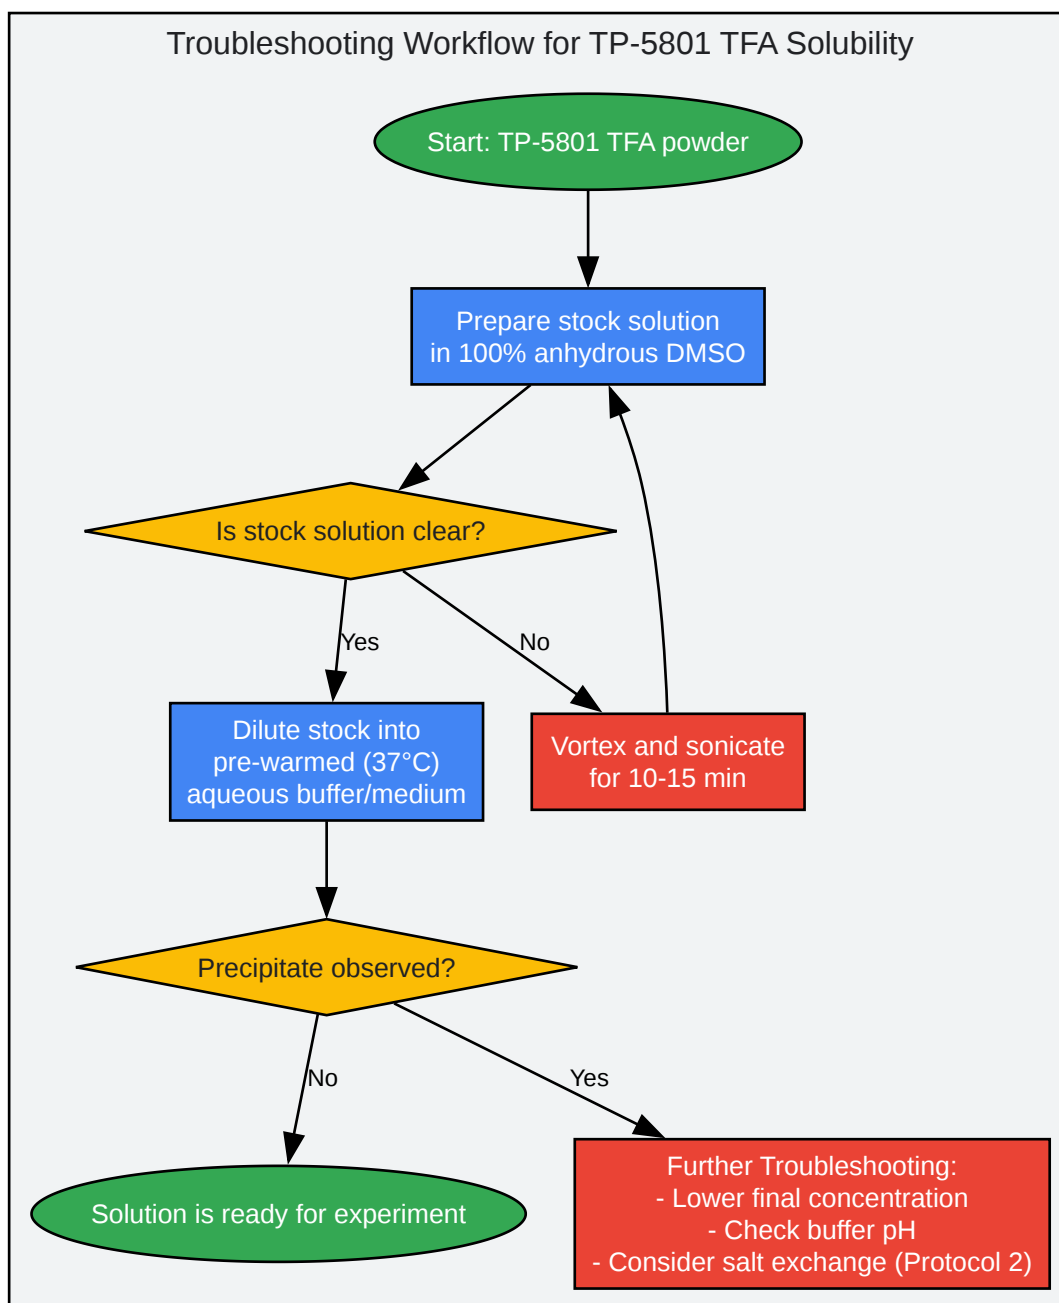 Troubleshooting Workflow for TP-5801 TFA Solubility
Start: TP-5801 TFA powder
Prepare stock solution
in 100% anhydrous DMSO
Is stock solution clear?
Yes
No
Dilute stock into
pre-warmed (37°C)
aqueous buffer/medium
Vortex and sonicate
for 10-15 min
Precipitate observed?
No
Yes
Solution is ready for experiment
Further Troubleshooting:
- Lower final concentration
- Check buffer pH
- Consider salt exchange (Protocol 2)